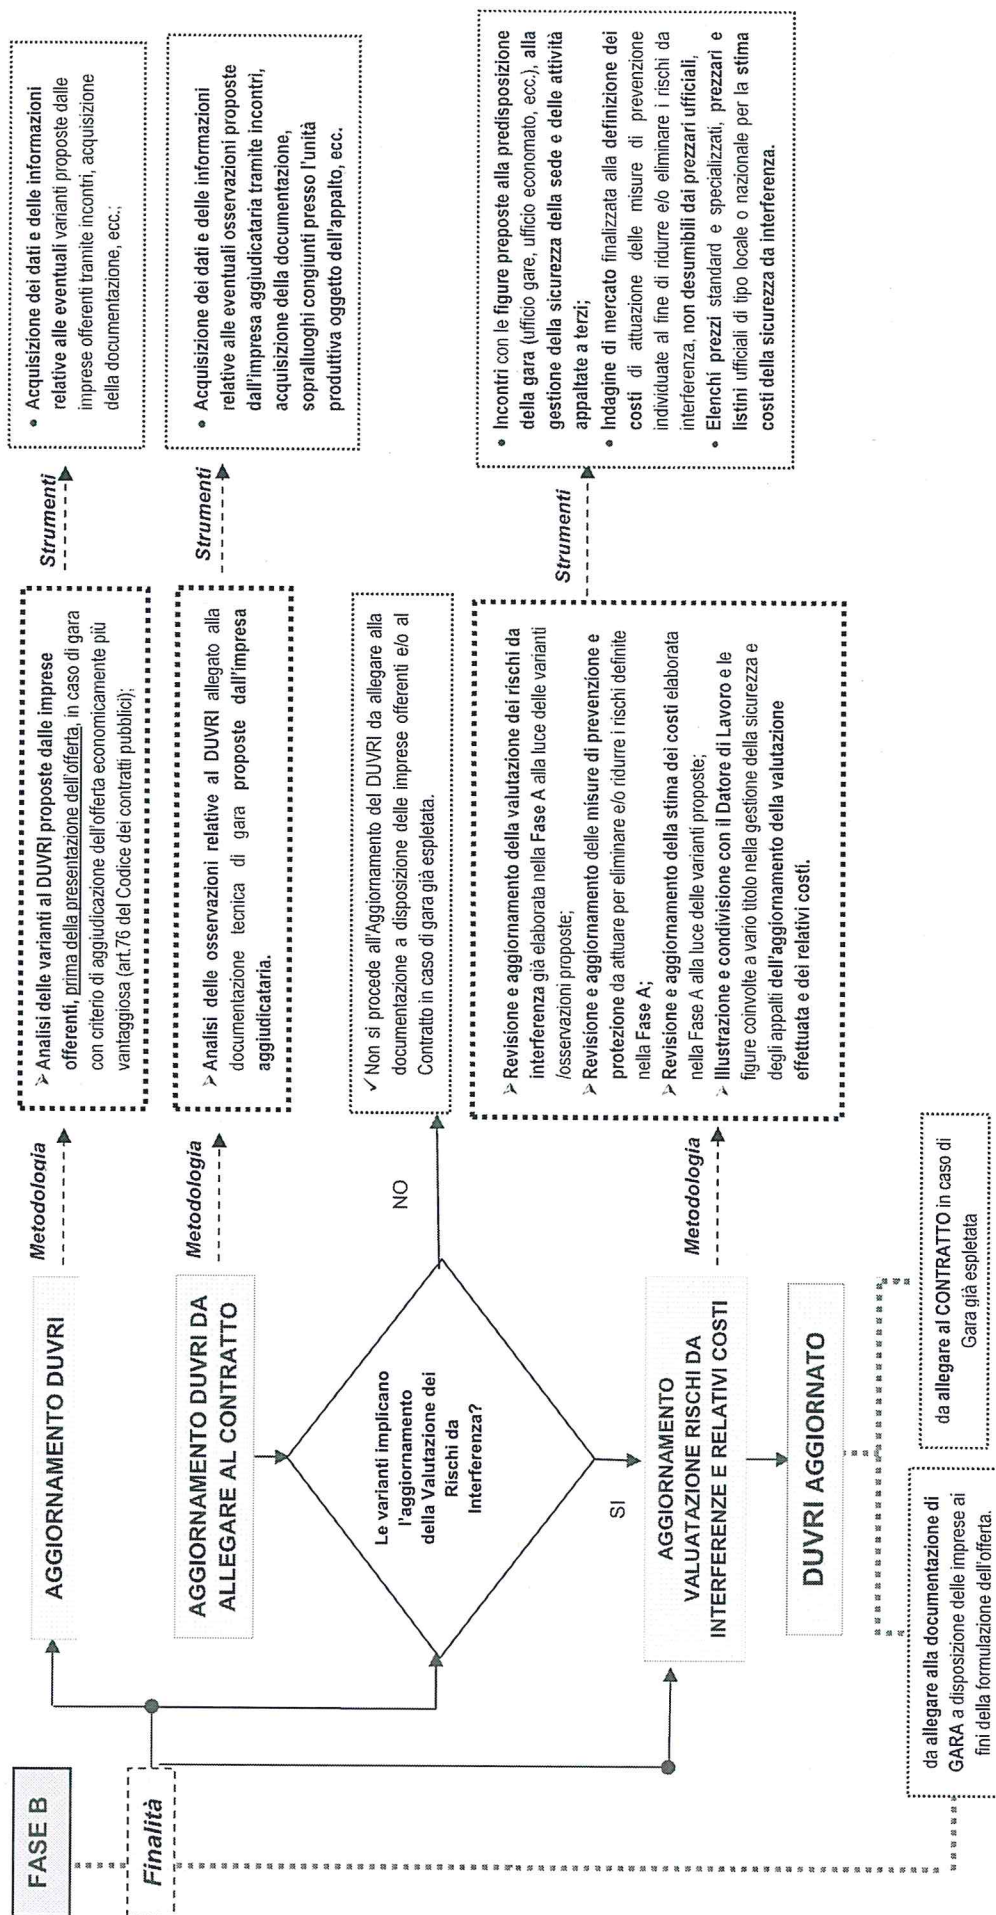 FASE B
Finalità
AGGIORNAMENTO DUVRI
Metodologia
➢ Analisi delle varianti al DUVRI proposte dalle imprese
offerenti, prima della presentazione dell'offerta, in caso di gara
con criterio di aggiudicazione dell'offerta economicamente più
vantaggiosa (art.76 del Codice dei contratti pubblici);
Strumenti
• Acquisizione dei dati e delle informazioni
relative alle eventuali varianti proposte dalle
imprese offerenti tramite incontri, acquisizione
della documentazione, ecc.;
AGGIORNAMENTO DUVRI DA
ALLEGARE AL CONTRATTO
Metodologia
➢ Analisi delle osservazioni relative al DUVRI allegato alla
documentazione tecnica di gara proposte dall'impresa
aggiudicataria.
Strumenti
• Acquisizione dei dati e delle informazioni
relative alle eventuali osservazioni proposte
dall'impresa aggiudicataria tramite incontri,
acquisizione della documentazione,
sopralluoghi congiunti presso l'unità
produttiva oggetto dell'appalto, ecc.
Le varianti implicano
l'aggiornamento
della Valutazione dei
Rischi da
Interferenza?
NO
✓ Non si procede all'Aggiornamento del DUVRI da allegare alla
documentazione a disposizione delle imprese offerenti e/o al
Contratto in caso di gara già espletata.
SI
AGGIORNAMENTO
VALUATAZIONE RISCHI DA
INTERFERENZE E RELATIVI COSTI
Metodologia
➢ Revisione e aggiornamento della valutazione dei rischi da
interferenza già elaborata nella Fase A alla luce delle varianti
/osservazioni proposte;
➢ Revisione e aggiornamento delle misure di prevenzione e
protezione da attuare per eliminare e/o ridurre i rischi definite
nella Fase A;
➢ Revisione e aggiornamento della stima dei costi elaborata
nella Fase A alla luce delle varianti proposte;
➢ Illustrazione e condivisione con il Datore di Lavoro e le
figure coinvolte a vario titolo nella gestione della sicurezza e
degli appalti dell'aggiornamento della valutazione
effettuata e dei relativi costi.
Strumenti
• Incontri con le figure preposte alla predisposizione
della gara (ufficio gare, ufficio economato, ecc.), alla
gestione della sicurezza della sede e delle attività
appaltate a terzi;
• Indagine di mercato finalizzata alla definizione dei
costi di attuazione delle misure di prevenzione
individuate al fine di ridurre e/o eliminare i rischi da
interferenza, non desumibili dai prezzari ufficiali,
• Elenchi prezzi standard e specializzati, prezzari e
listini ufficiali di tipo locale o nazionale per la stima
costi della sicurezza da interferenza.
DUVRI AGGIORNATO
da allegare alla documentazione di
GARA a disposizione delle imprese ai
fini della formulazione dell'offerta.
da allegare al CONTRATTO in caso di
Gara già espletata